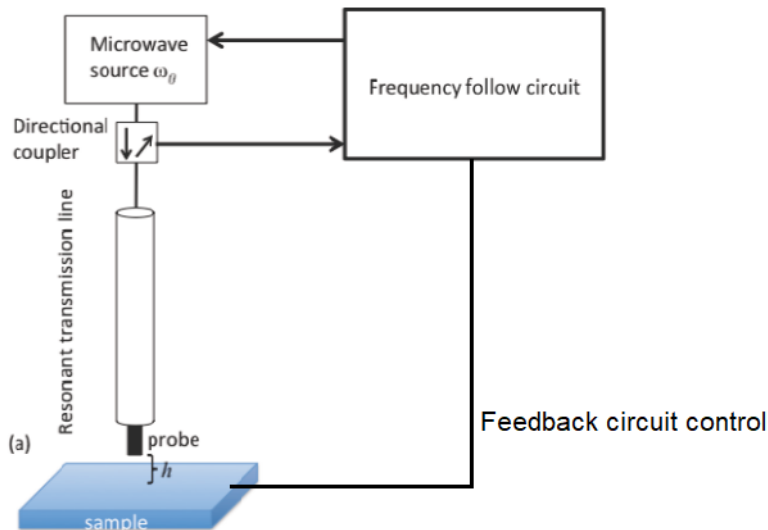 Microwave
source ω₀
Frequency follow circuit
Directional
coupler
Resonant transmission line
Feedback circuit control
(a)
probe
h
sample